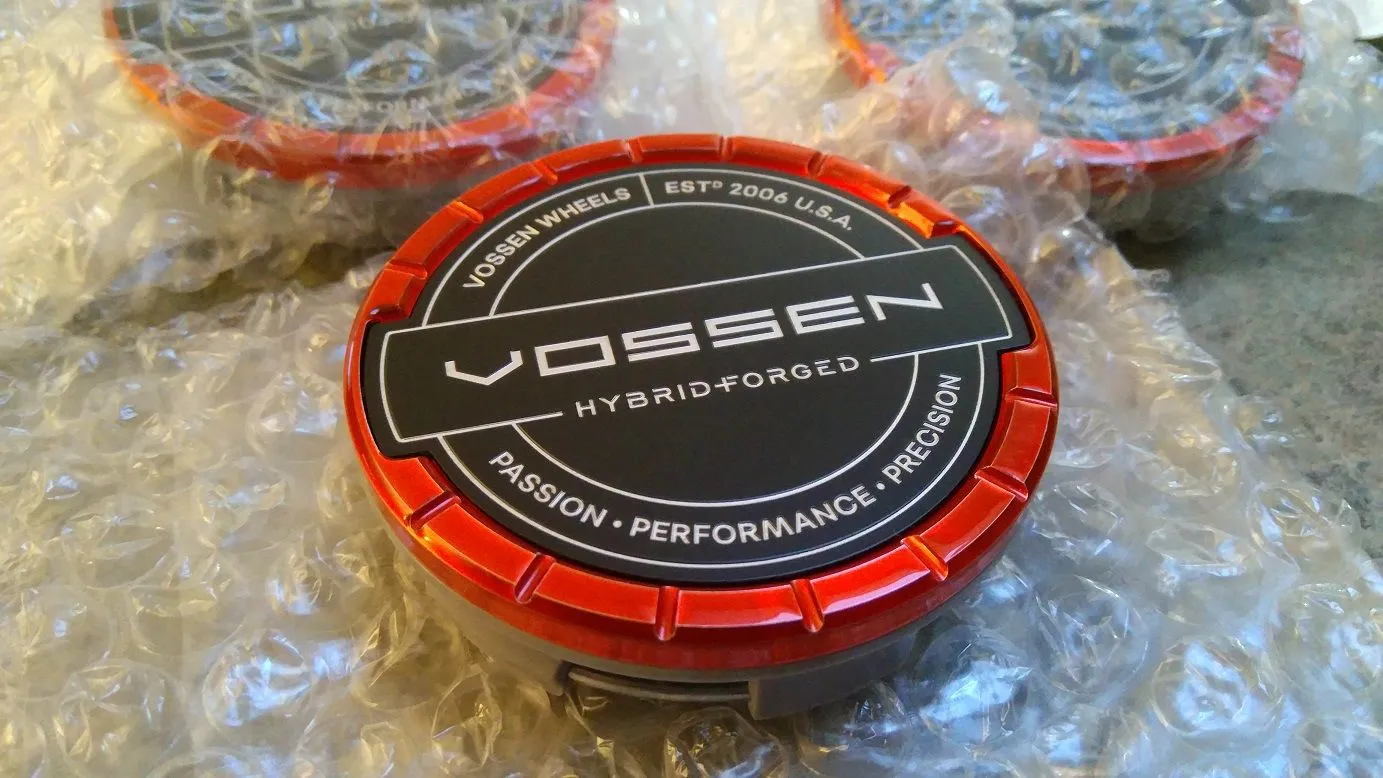 VOSSEN WHEELS | ESTᴰ 2006 U.S.A.
VOSSEN
HYBRID+FORGED
PASSION • PERFORMANCE • PRECISION